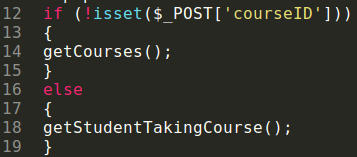 12 if (!isset($_POST['courseID']))
13 {
14 getCourses();
15 }
16 else
17 {
18 getStudentTakingCourse();
19 }